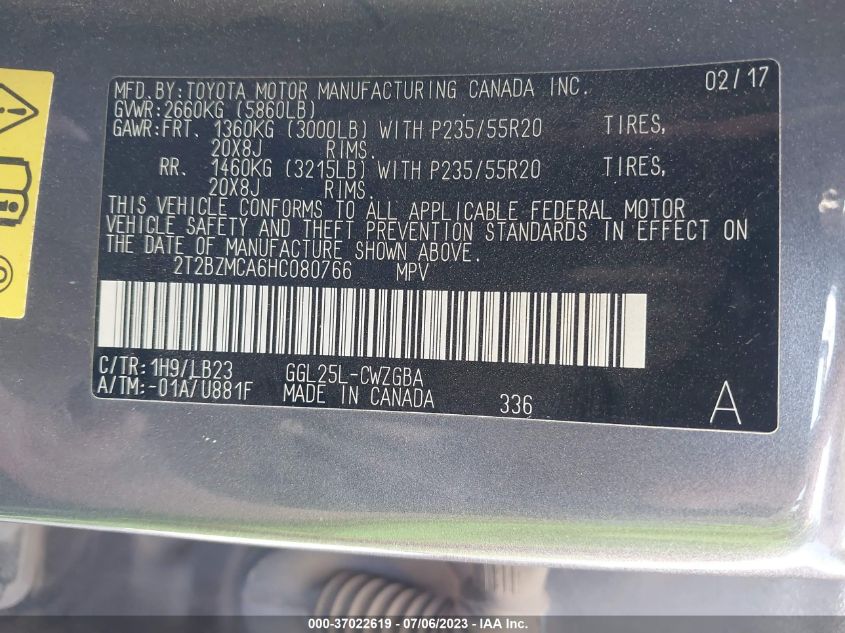 MFD.BY:TOYOTA MOTOR MANUFACTURING CANADA INC. 02/17
GVWR:2660KG (5860LB)
GAWR:FRT. 1360KG (3000LB) WITH P235/55R20 TIRES,
20X8J RIMS.
RR. 1460KG (3215LB) WITH P235/55R20 TIRES,
20X8J RIMS.
THIS VEHICLE CONFORMS TO ALL APPLICABLE FEDERAL MOTOR
VEHICLE SAFETY AND THEFT PREVENTION STANDARDS IN EFFECT ON
THE DATE OF MANUFACTURE SHOWN ABOVE.
2T2BZMCA6HC080766 MPV
C/TR:1H9/LB23 GGL25L-CWZGBA
A/TM:-01A/U881F MADE IN CANADA 336 A
000-37022619 - 07/06/2023 - IAAI.COM